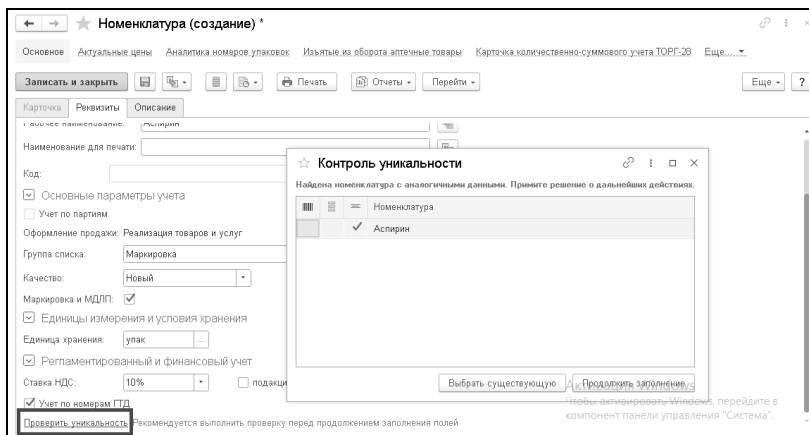 Номенклатура (создание) *
Основное Актуальные цены Аналитика номеров упаковок Изъятые из оборота аптечные товары Карточка количественно-суммового учета ТОРГ-28 Еще...
Записать и закрыть Печать Отчеты Перейти Еще ?
Карточка Реквизиты Описание
Рабочее наименование: Аспирин
Наименование для печати:
Код:
Основные параметры учета
Учет по партиям
Оформление продажи: Реализация товаров и услуг
Группа списка: Маркировка
Качество: Новый
Маркировка и МДЛП:
Единицы измерения и условия хранения
Единица хранения: упак ...
Регламентированный и финансовый учет
Ставка НДС: 10% подакци
Учет по номерам ГТД
Проверить уникальность Рекомендуется выполнить проверку перед продолжением заполнения полей
Контроль уникальности
Найдена номенклатура с аналогичными данными. Примите решение о дальнейших действиях.
Номенклатура
Аспирин
Выбрать существующую Продолжить заполнение
Активация Windows
Чтобы активировать Windows, перейдите в
компонент панели управления "Система".